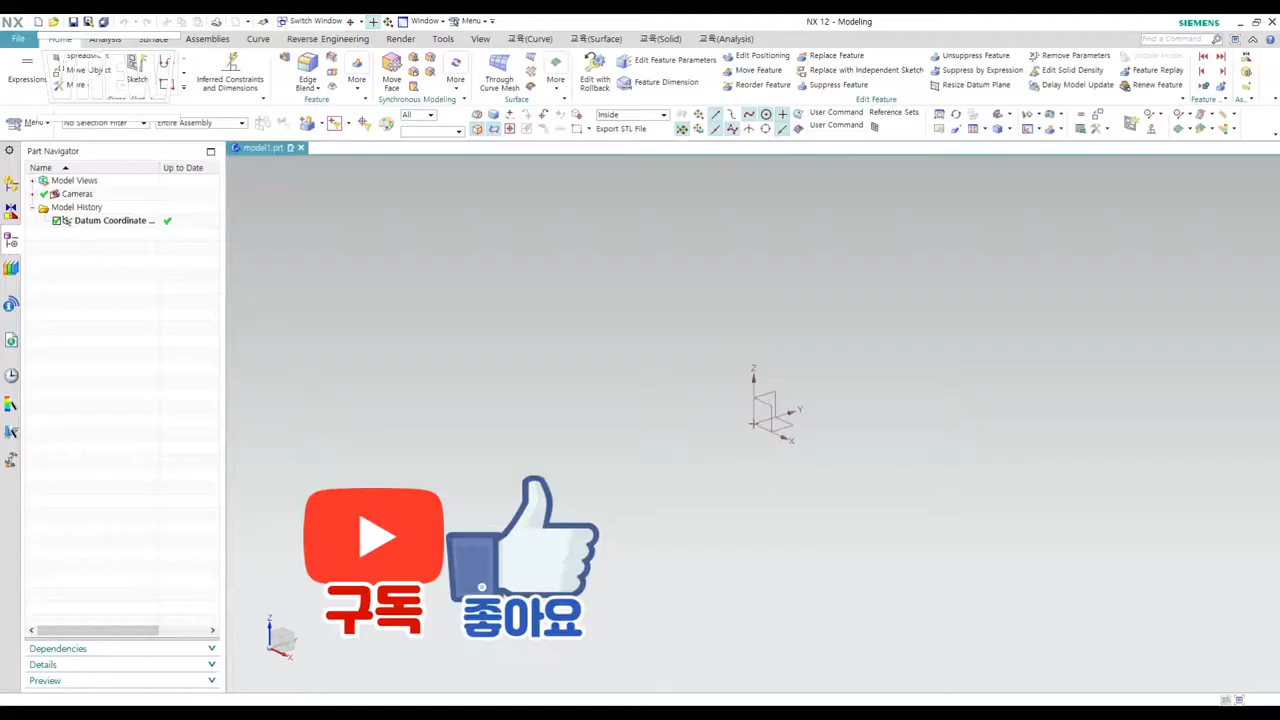 NX
Switch Window
Window
Menu
NX 12 - Modeling
SIEMENS
File
Home
Analysis
Surface
Assemblies
Curve
Reverse Engineering
Render
Tools
View
교육(Curve)
교육(Surface)
교육(Solid)
교육(Analysis)
Find a Command
Expressions
Move Object
Sketch
Inferred Constraints and Dimensions
Edge Blend
More
Feature
Move Face
More
Synchronous Modeling
Through Curve Mesh
More
Surface
Edit with Rollback
Edit Feature Parameters
Feature Dimension
Edit Positioning
Move Feature
Reorder Feature
Replace Feature
Replace with Independent Sketch
Suppress Feature
Unsuppress Feature
Suppress by Expression
Resize Datum Plane
Remove Parameters
Edit Solid Density
Delay Model Update
Feature Replay
Renew Feature
Edit Feature
Feature ...
As...
Menu
No Selection Filter
Entire Assembly
All
Inside
Export STL File
User Command
User Command
Reference Sets
Part Navigator
model1.prt
Name
Up to Date
Model Views
Cameras
Model History
Datum Coordinate ...
Z
Y
X
구독
좋아요
Z
X
Dependencies
Details
Preview